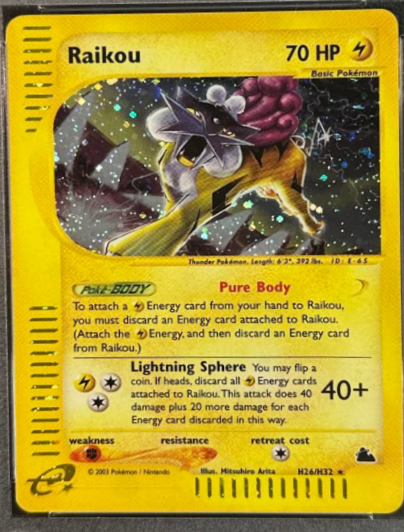 Raikou 70 HP
Basic Pokémon
Thunder Pokémon. Length: 6'3", 392 lbs. ID: E-65
Poké-BODY Pure Body
To attach a Energy card from your hand to Raikou,
you must discard an Energy card attached to Raikou.
(Attach the Energy, and then discard an Energy card
from Raikou.)
Lightning Sphere You may flip a
coin. If heads, discard all Energy cards
attached to Raikou. This attack does 40
damage plus 20 more damage for each
Energy card discarded in this way.
40+
weakness resistance retreat cost
© 2003 Pokémon / Nintendo Illus. Mitsuhiro Arita H26/H32
e